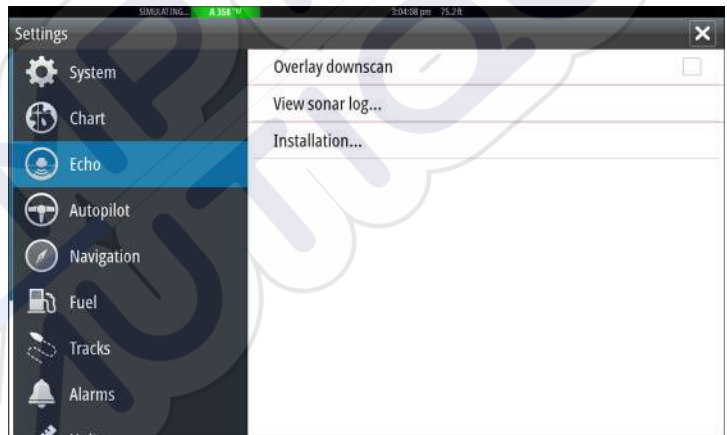 SIMULATING... A 358 °M 3:04:08 pm 75.2ft
Settings
System
Chart
Echo
Autopilot
Navigation
Fuel
Tracks
Alarms
Overlay downscan
View sonar log...
Installation...